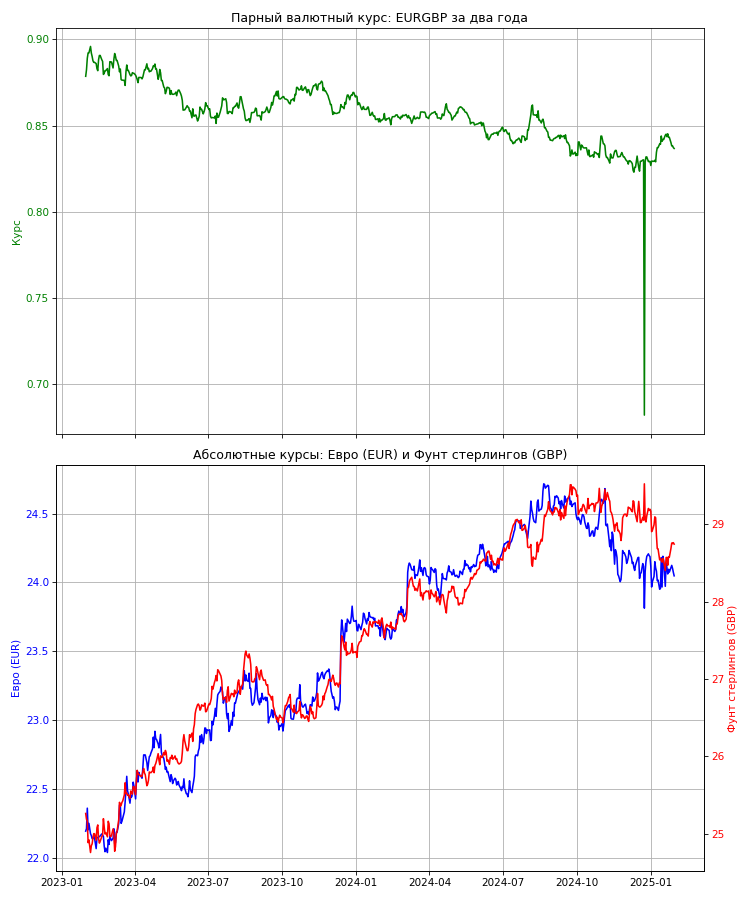 Парный валютный курс: EURGBP за два года
0.90
0.85
0.80
0.75
0.70
Курс
Абсолютные курсы: Евро (EUR) и Фунт стерлингов (GBP)
24.5
24.0
23.5
23.0
22.5
22.0
Евро (EUR)
29
28
27
26
25
Фунт стерлингов (GBP)
2023-01 2023-04 2023-07 2023-10 2024-01 2024-04 2024-07 2024-10 2025-01